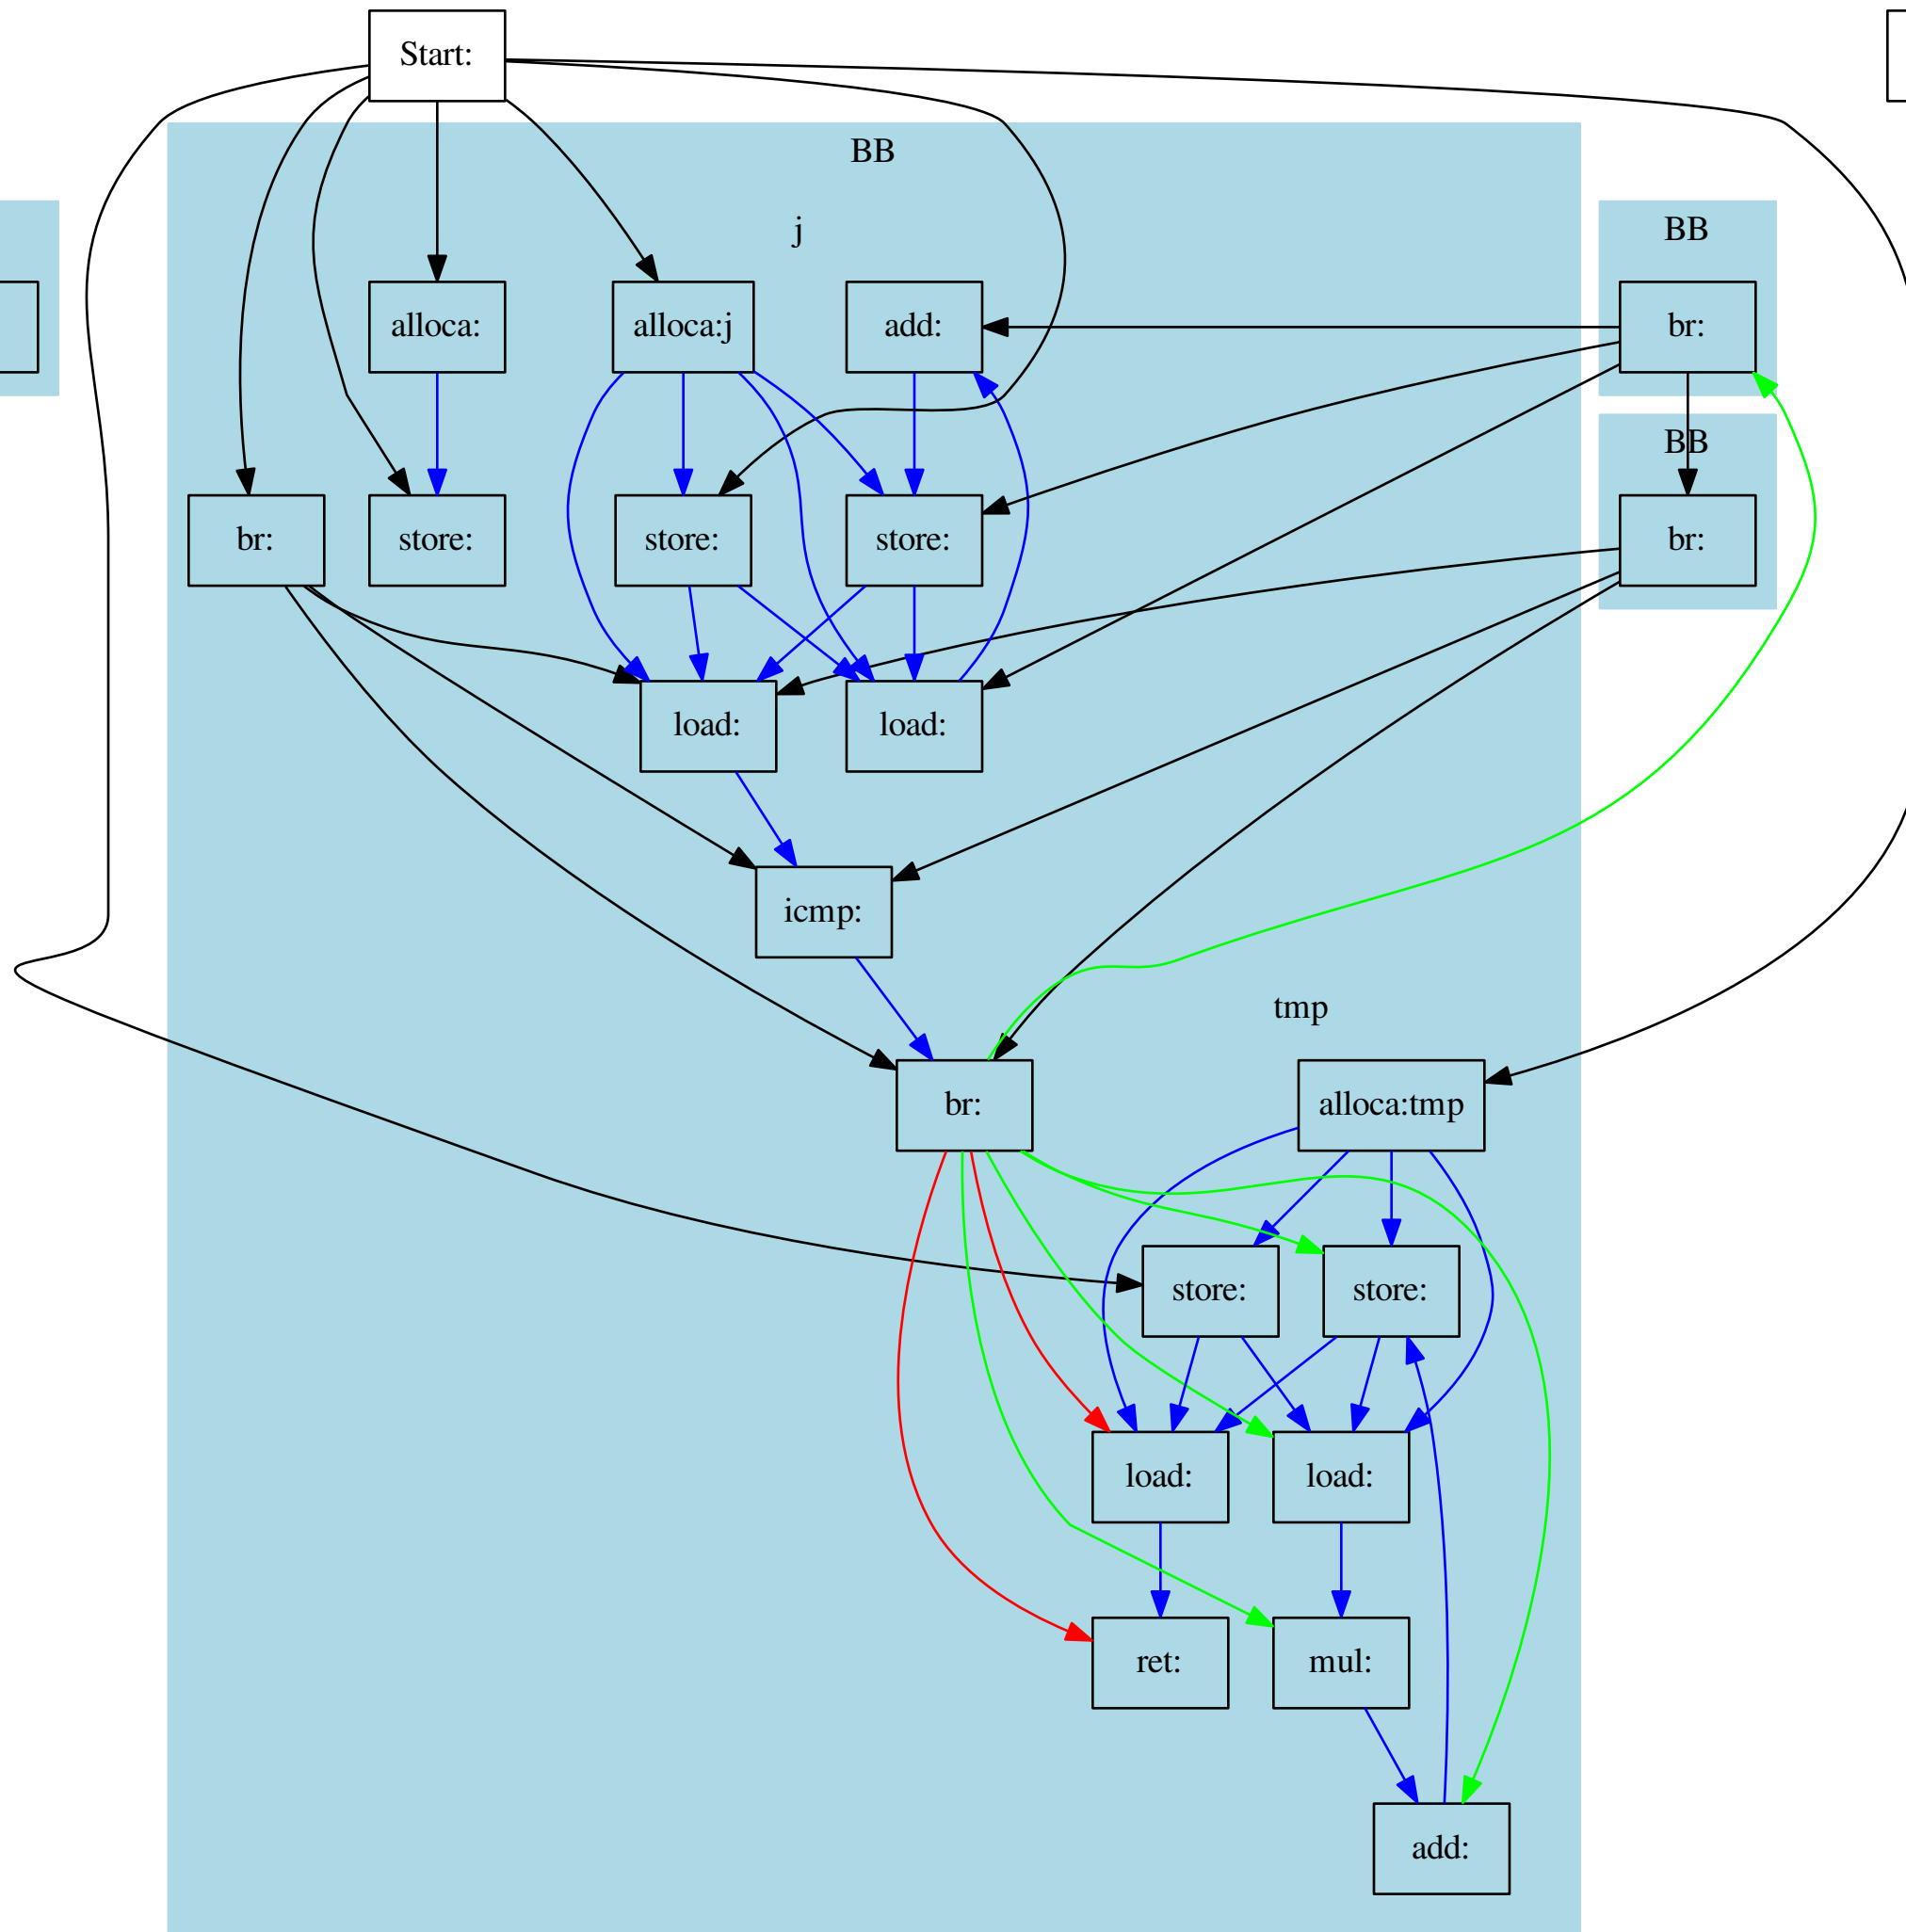 Start:
BB
j
BB
alloca:
alloca:j
add:
br:
BB
br:
store:
store:
store:
br:
load:
load:
icmp:
tmp
br:
alloca:tmp
store:
store:
load:
load:
ret:
mul:
add: